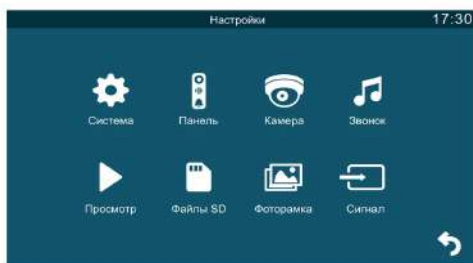 Настройки 17:30
Система Панель Камера Звонок
Просмотр Файлы SD Фоторамка Сигнал